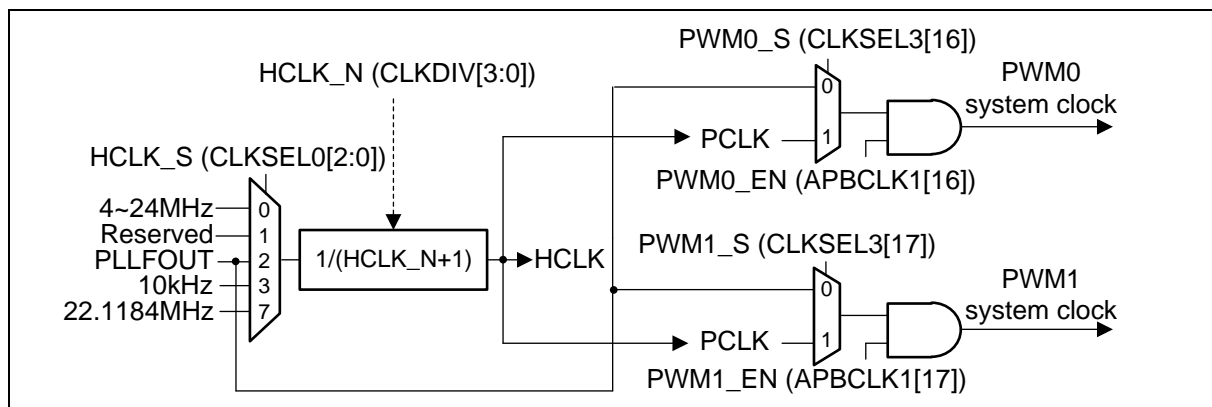 PWM0_S (CLKSEL3[16])
HCLK_N (CLKDIV[3:0])
0
PWM0
system clock
PCLK
1
HCLK_S (CLKSEL0[2:0])
PWM0_EN (APBCLK1[16])
4~24MHz
0
Reserved
1
PWM1_S (CLKSEL3[17])
PLLFOUT
2
1/(HCLK_N+1)
HCLK
10kHz
3
0
PWM1
system clock
22.1184MHz
7
PCLK
1
PWM1_EN (APBCLK1[17])